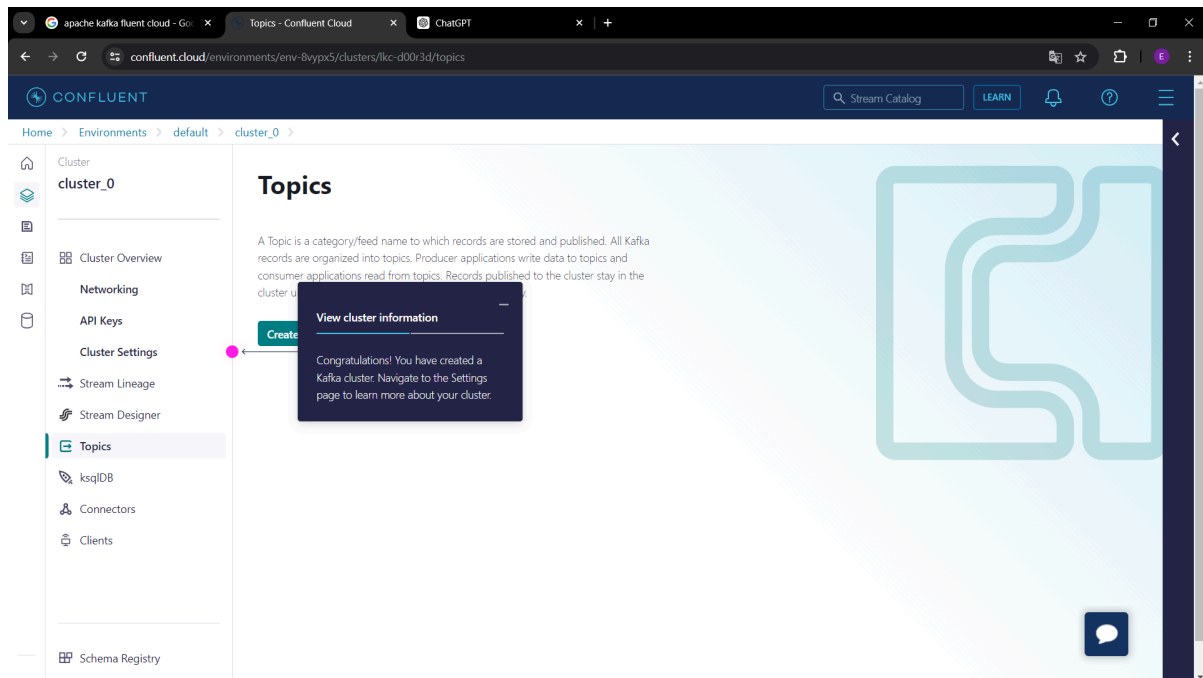 apache kafka fluent cloud - Goo
Topics - Confluent Cloud
ChatGPT
confluent.cloud/environments/env-8vypx5/clusters/lkc-d00r3d/topics
E
CONFLUENT
Stream Catalog
LEARN
Home > Environments > default > cluster_0 >
Cluster
cluster_0
Cluster Overview
Networking
API Keys
Cluster Settings
Stream Lineage
Stream Designer
Topics
ksqlDB
Connectors
Clients
Schema Registry
Topics
A Topic is a category/feed name to which records are stored and published. All Kafka
records are organized into topics. Producer applications write data to topics and
consumer applications read from topics. Records published to the cluster stay in the
cluster
Create
View cluster information
Congratulations! You have created a
Kafka cluster. Navigate to the Settings
page to learn more about your cluster.